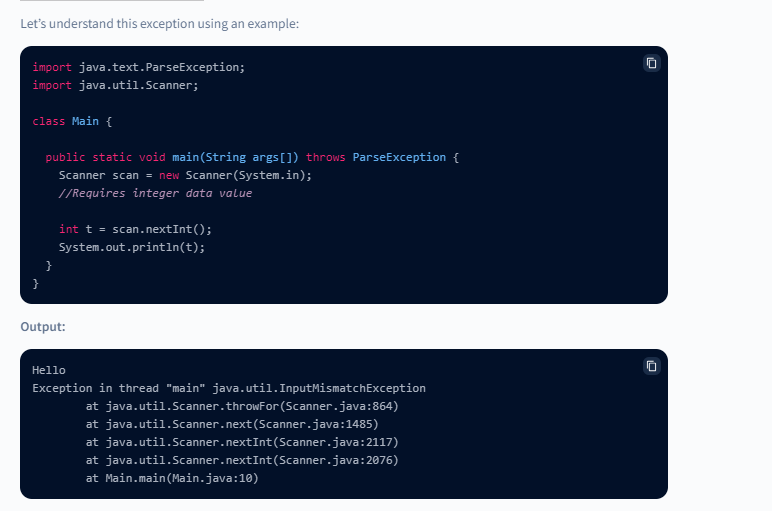 Let's understand this exception using an example:
import java.text.ParseException;
import java.util.Scanner;
class Main {
public static void main(String args[]) throws ParseException {
Scanner scan = new Scanner(System.in);
//Requires integer data value
int t = scan.nextInt();
System.out.println(t);
}
}
Output:
Hello
Exception in thread "main" java.util.InputMismatchException
at java.util.Scanner.throwFor(Scanner.java:864)
at java.util.Scanner.next(Scanner.java:1485)
at java.util.Scanner.nextInt(Scanner.java:2117)
at java.util.Scanner.nextInt(Scanner.java:2076)
at Main.main(Main.java:10)